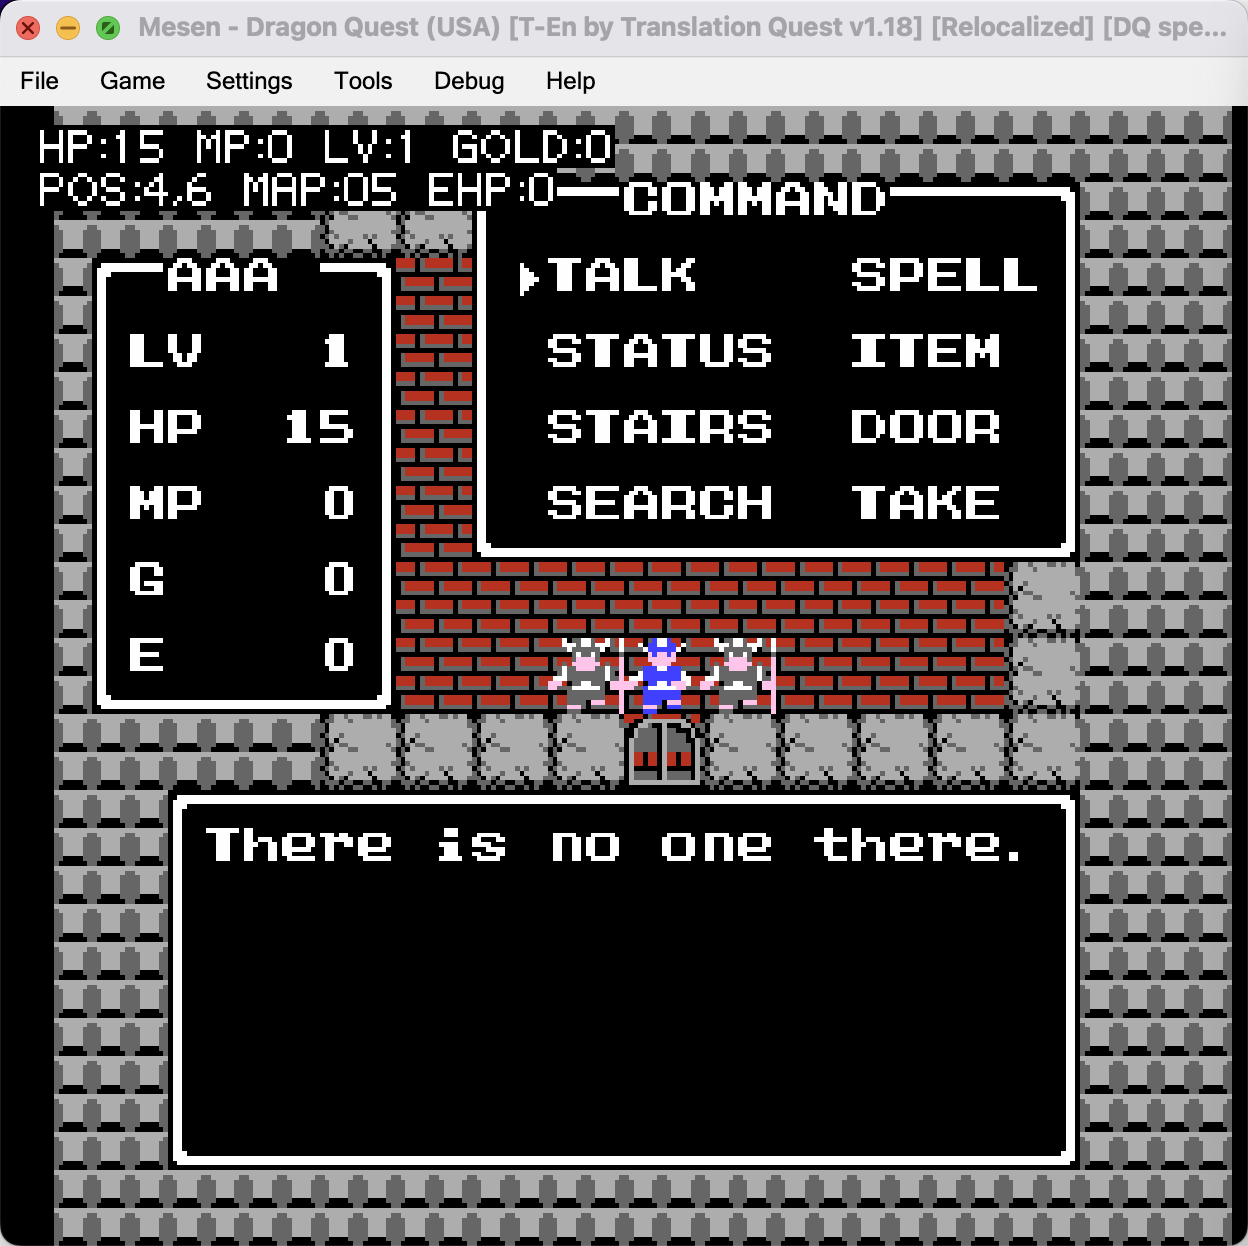 Mesen - Dragon Quest (USA) [T-En by Translation Quest v1.18] [Relocalized] [DQ spe...
File Game Settings Tools Debug Help
HP:15 MP:0 LV:1 GOLD:0
POS:4,6 MAP:05 EHP:0
COMMAND
TALK SPELL
STATUS ITEM
STAIRS DOOR
SEARCH TAKE
AAA
LV 1
HP 15
MP 0
G 0
E 0
There is no one there.